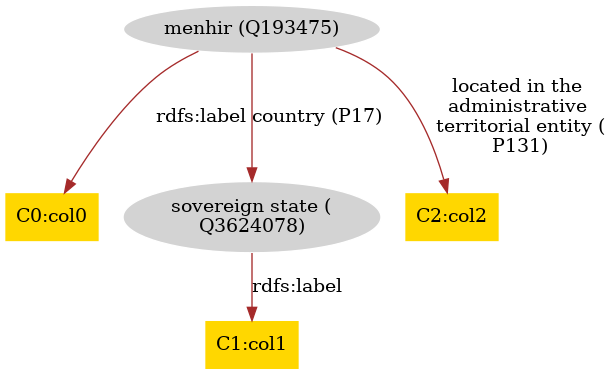 menhir (Q193475)
located in the
administrative
territorial entity (
P131)
rdfs:label
country (P17)
C0:col0
sovereign state (
Q3624078)
C2:col2
rdfs:label
C1:col1